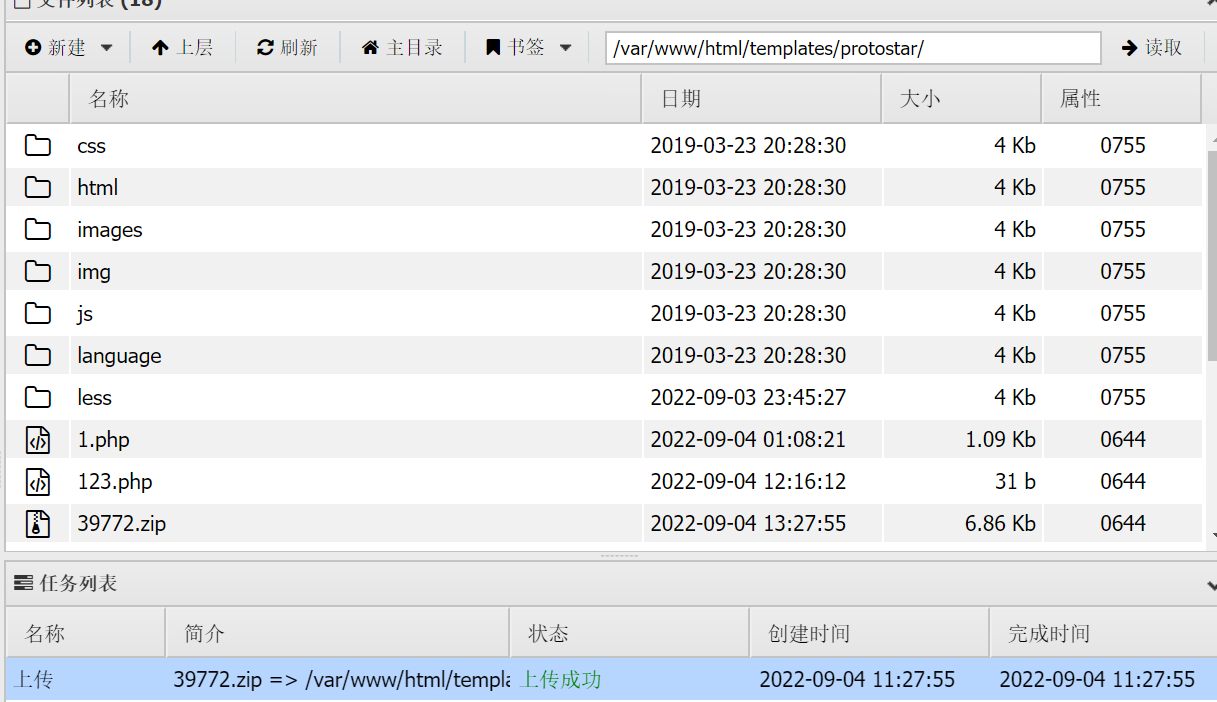 文件列表 (18)
新建 上层 刷新 主目录 书签 /var/www/html/templates/protostar/ 读取
名称 日期 大小 属性
css 2019-03-23 20:28:30 4 Kb 0755
html 2019-03-23 20:28:30 4 Kb 0755
images 2019-03-23 20:28:30 4 Kb 0755
img 2019-03-23 20:28:30 4 Kb 0755
js 2019-03-23 20:28:30 4 Kb 0755
language 2019-03-23 20:28:30 4 Kb 0755
less 2022-09-03 23:45:27 4 Kb 0755
1.php 2022-09-04 01:08:21 1.09 Kb 0644
123.php 2022-09-04 12:16:12 31 b 0644
39772.zip 2022-09-04 13:27:55 6.86 Kb 0644
任务列表
名称 简介 状态 创建时间 完成时间
上传 39772.zip => /var/www/html/templa 上传成功 2022-09-04 11:27:55 2022-09-04 11:27:55